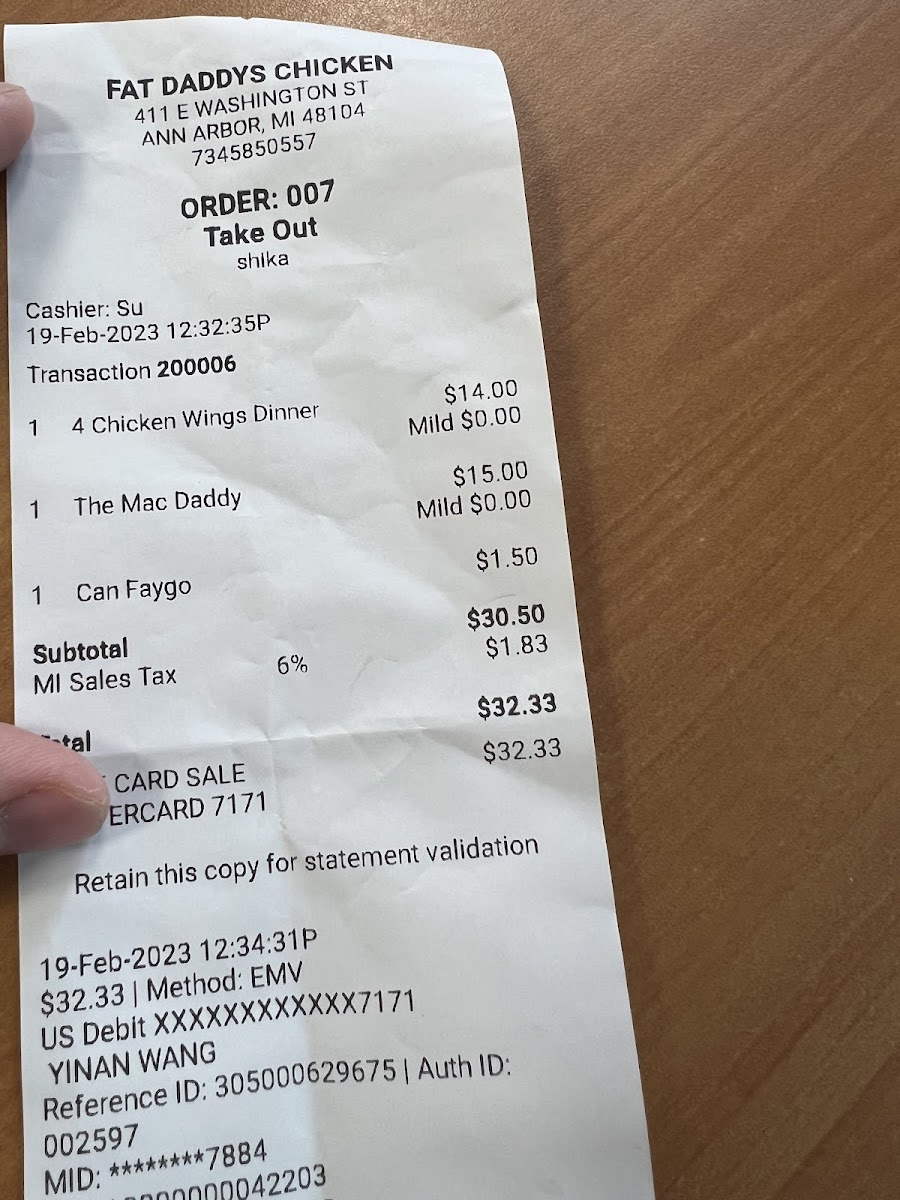 FAT DADDYS CHICKEN
411 E WASHINGTON ST
ANN ARBOR, MI 48104
7345850557
ORDER: 007
Take Out
shika
Cashier: Su
19-Feb-2023 12:32:35P
Transaction 200006
1 4 Chicken Wings Dinner $14.00
Mild $0.00
1 The Mac Daddy $15.00
Mild $0.00
1 Can Faygo $1.50
Subtotal $30.50
MI Sales Tax 6% $1.83
$32.33
CARD SALE $32.33
7171
Retain this copy for statement validation
19-Feb-2023 12:34:31P
$32.33 | Method: EMV
US Debit XXXXXXXXXXXX7171
YINAN WANG
Reference ID: 305000629675 | Auth ID:
002597
MID: ********7884